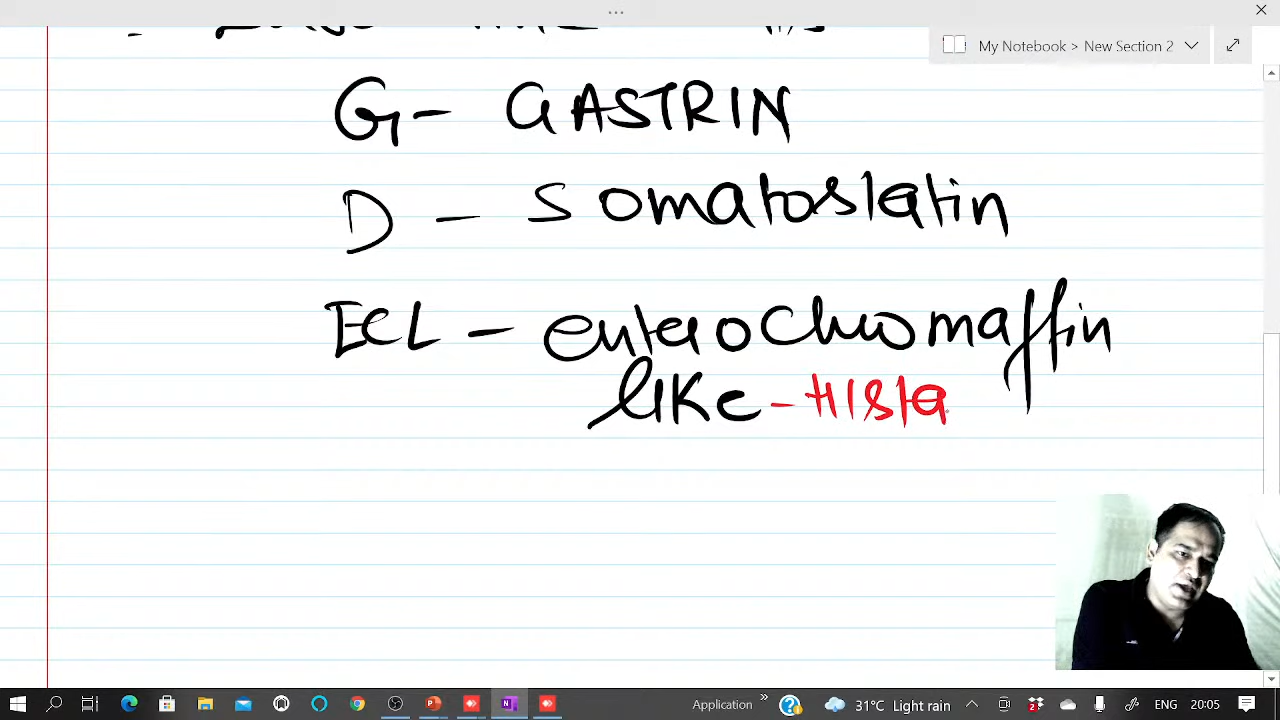 My Notebook > New Section 2
G - GASTRIN
D - Somatostatin
ECL - enterochromaffin
like - Hista
Application
31°C Light rain
ENG
20:05